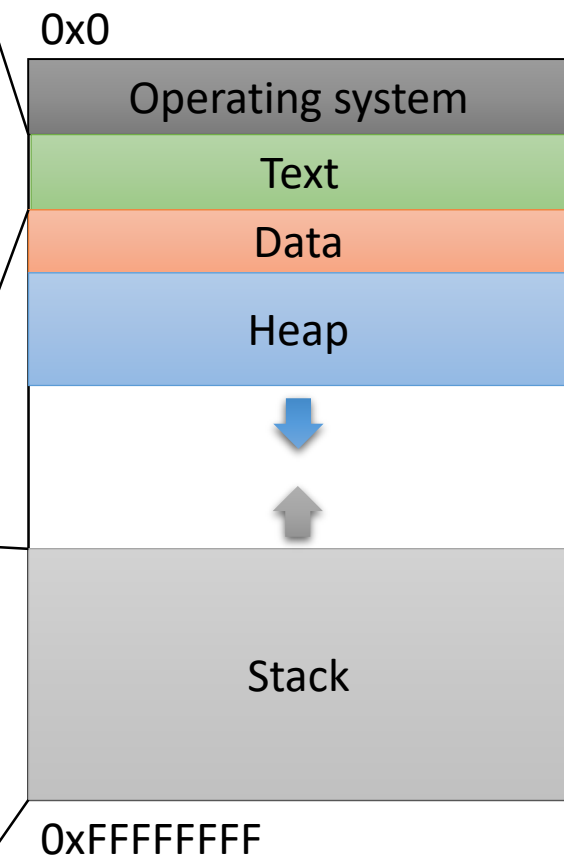 0x0
Operating system
Text
Data
Heap
Stack
0xFFFFFFFF